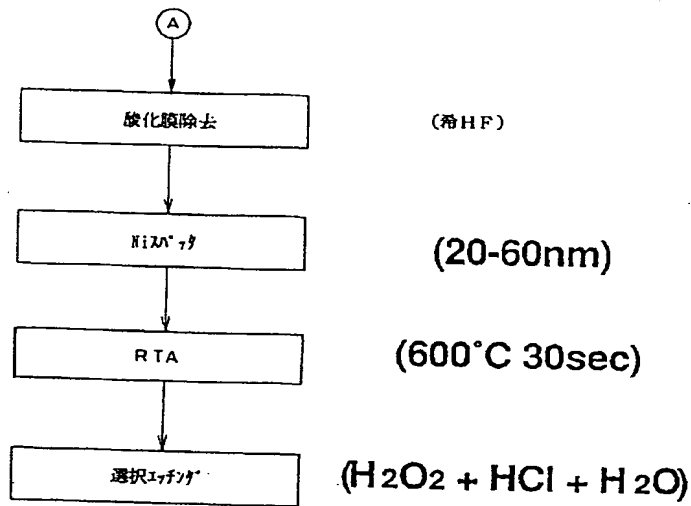 A
酸化膜除去
(希HF)
Niスパッタ
(20-60nm)
RTA
(600°C 30sec)
選択エッチング
(H2O2 + HCl + H2O)